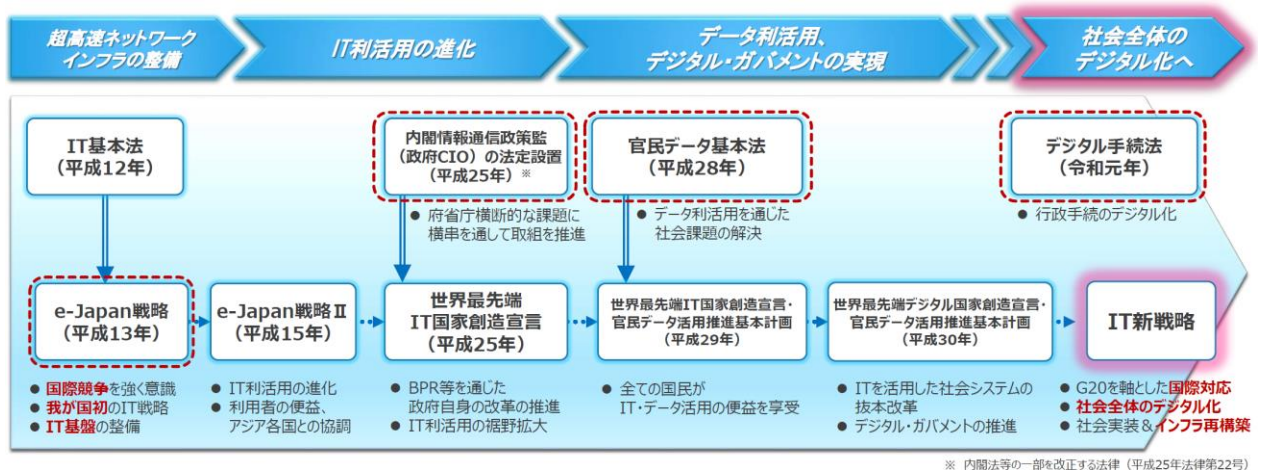 超高速ネットワーク
インフラの整備
IT利活用の進化
データ利活用、
デジタル・ガバメントの実現
社会全体の
デジタル化へ
IT基本法
(平成12年)
内閣情報通信政策監
(政府CIO)の法定設置
(平成25年)※
● 府省庁横断的な課題に
横串を通して取組を推進
官民データ基本法
(平成28年)
● データ利活用を通じた
社会課題の解決
デジタル手続法
(令和元年)
● 行政手続のデジタル化
e-Japan戦略
(平成13年)
e-Japan戦略Ⅱ
(平成15年)
世界最先端
IT国家創造宣言
(平成25年)
世界最先端IT国家創造宣言・
官民データ活用推進基本計画
(平成29年)
世界最先端デジタル国家創造宣言・
官民データ活用推進基本計画
(平成30年)
IT新戦略
● 国際競争を強く意識
● 我が国初のIT戦略
● IT基盤の整備
● IT利活用の進化
● 利用者の便益、
アジア各国との協調
● BPR等を通じた
政府自身の改革の推進
● IT利活用の裾野拡大
● 全ての国民が
IT・データ活用の便益を享受
● ITを活用した社会システムの
抜本改革
● デジタル・ガバメントの推進
● G20を軸とした国際対応
● 社会全体のデジタル化
● 社会実装＆インフラ再構築
※ 内閣法等の一部を改正する法律(平成25年法律第22号)